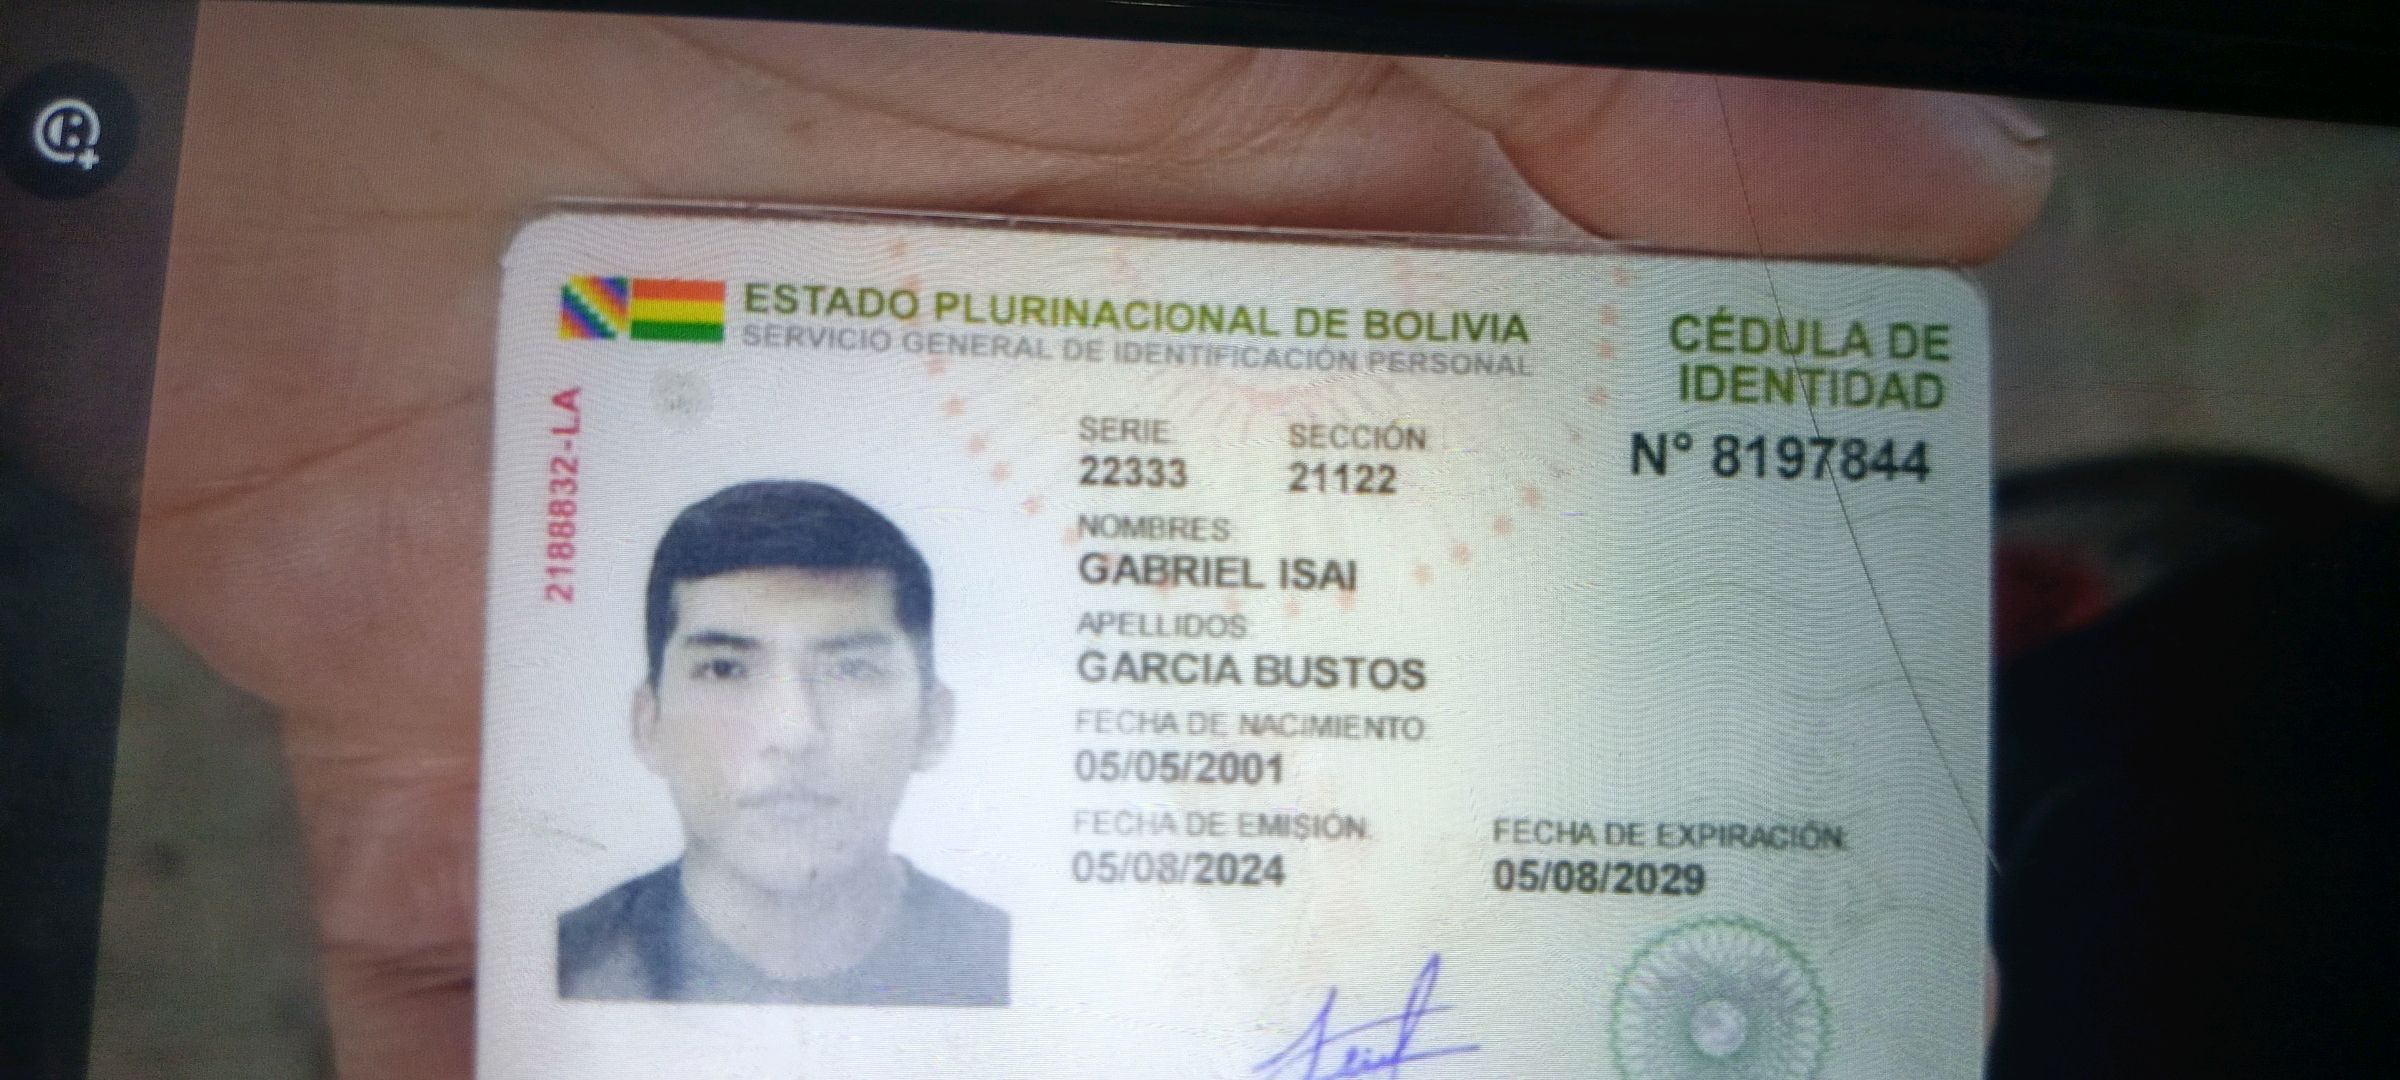 ESTADO PLURINACIONAL DE BOLIVIA
SERVICIO GENERAL DE IDENTIFICACIÓN PERSONAL
CÉDULA DE
IDENTIDAD
N° 8197844
2188832-LA
SERIE SECCIÓN
22333 21122
NOMBRES
GABRIEL ISAI
APELLIDOS
GARCIA BUSTOS
FECHA DE NACIMIENTO
05/05/2001
FECHA DE EMISIÓN FECHA DE EXPIRACIÓN
05/08/2024 05/08/2029